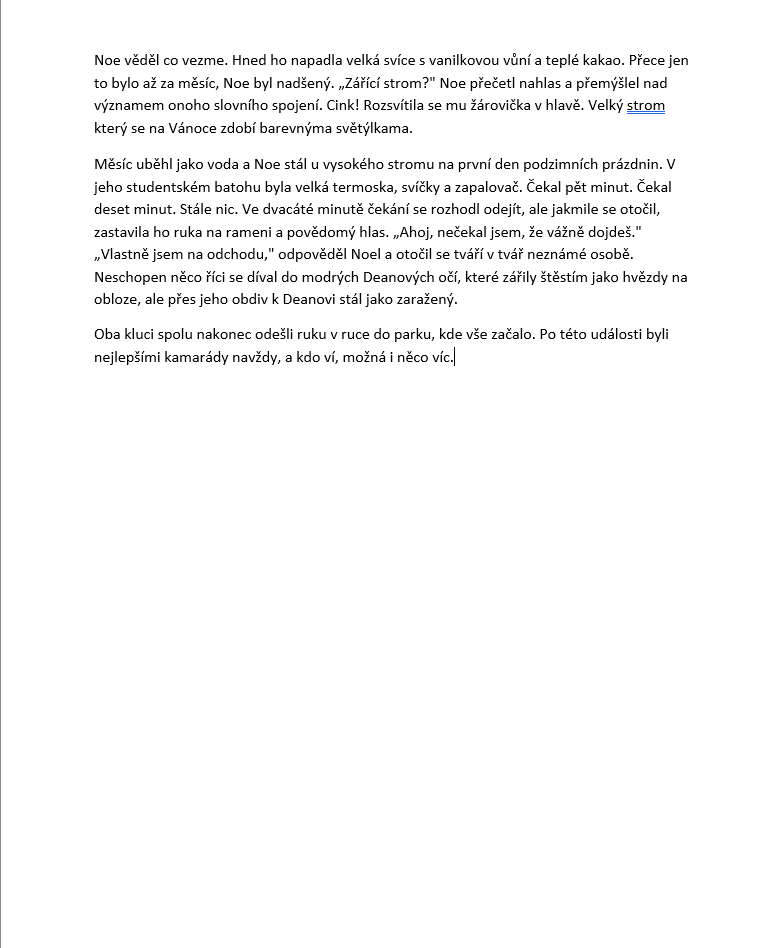 Noe věděl co vezme. Hned ho napadla velká svíce s vanilkovou vůní a teplé kakao. Přece jen
to bylo až za měsíc, Noe byl nadšený. „Zářící strom?" Noe přečetl nahlas a přemýšlel nad
významem onoho slovního spojení. Cink! Rozsvítila se mu žárovička v hlavě. Velký strom
který se na Vánoce zdobí barevnýma světýlkama.
Měsíc uběhl jako voda a Noe stál u vysokého stromu na první den podzimních prázdnin. V
jeho studentském batohu byla velká termoska, svíčky a zapalovač. Čekal pět minut. Čekal
deset minut. Stále nic. Ve dvacáté minutě čekání se rozhodl odejít, ale jakmile se otočil,
zastavila ho ruka na rameni a povědomý hlas. „Ahoj, nečekal jsem, že vážně dojdeš."
„Vlastně jsem na odchodu," odpověděl Noel a otočil se tváří v tvář neznámé osobě.
Neschopen něco říci se díval do modrých Deanových očí, které zářily štěstím jako hvězdy na
obloze, ale přes jeho obdiv k Deanovi stál jako zaražený.
Oba kluci spolu nakonec odešli ruku v ruce do parku, kde vše začalo. Po této události byli
nejlepšími kamarády navždy, a kdo ví, možná i něco víc.